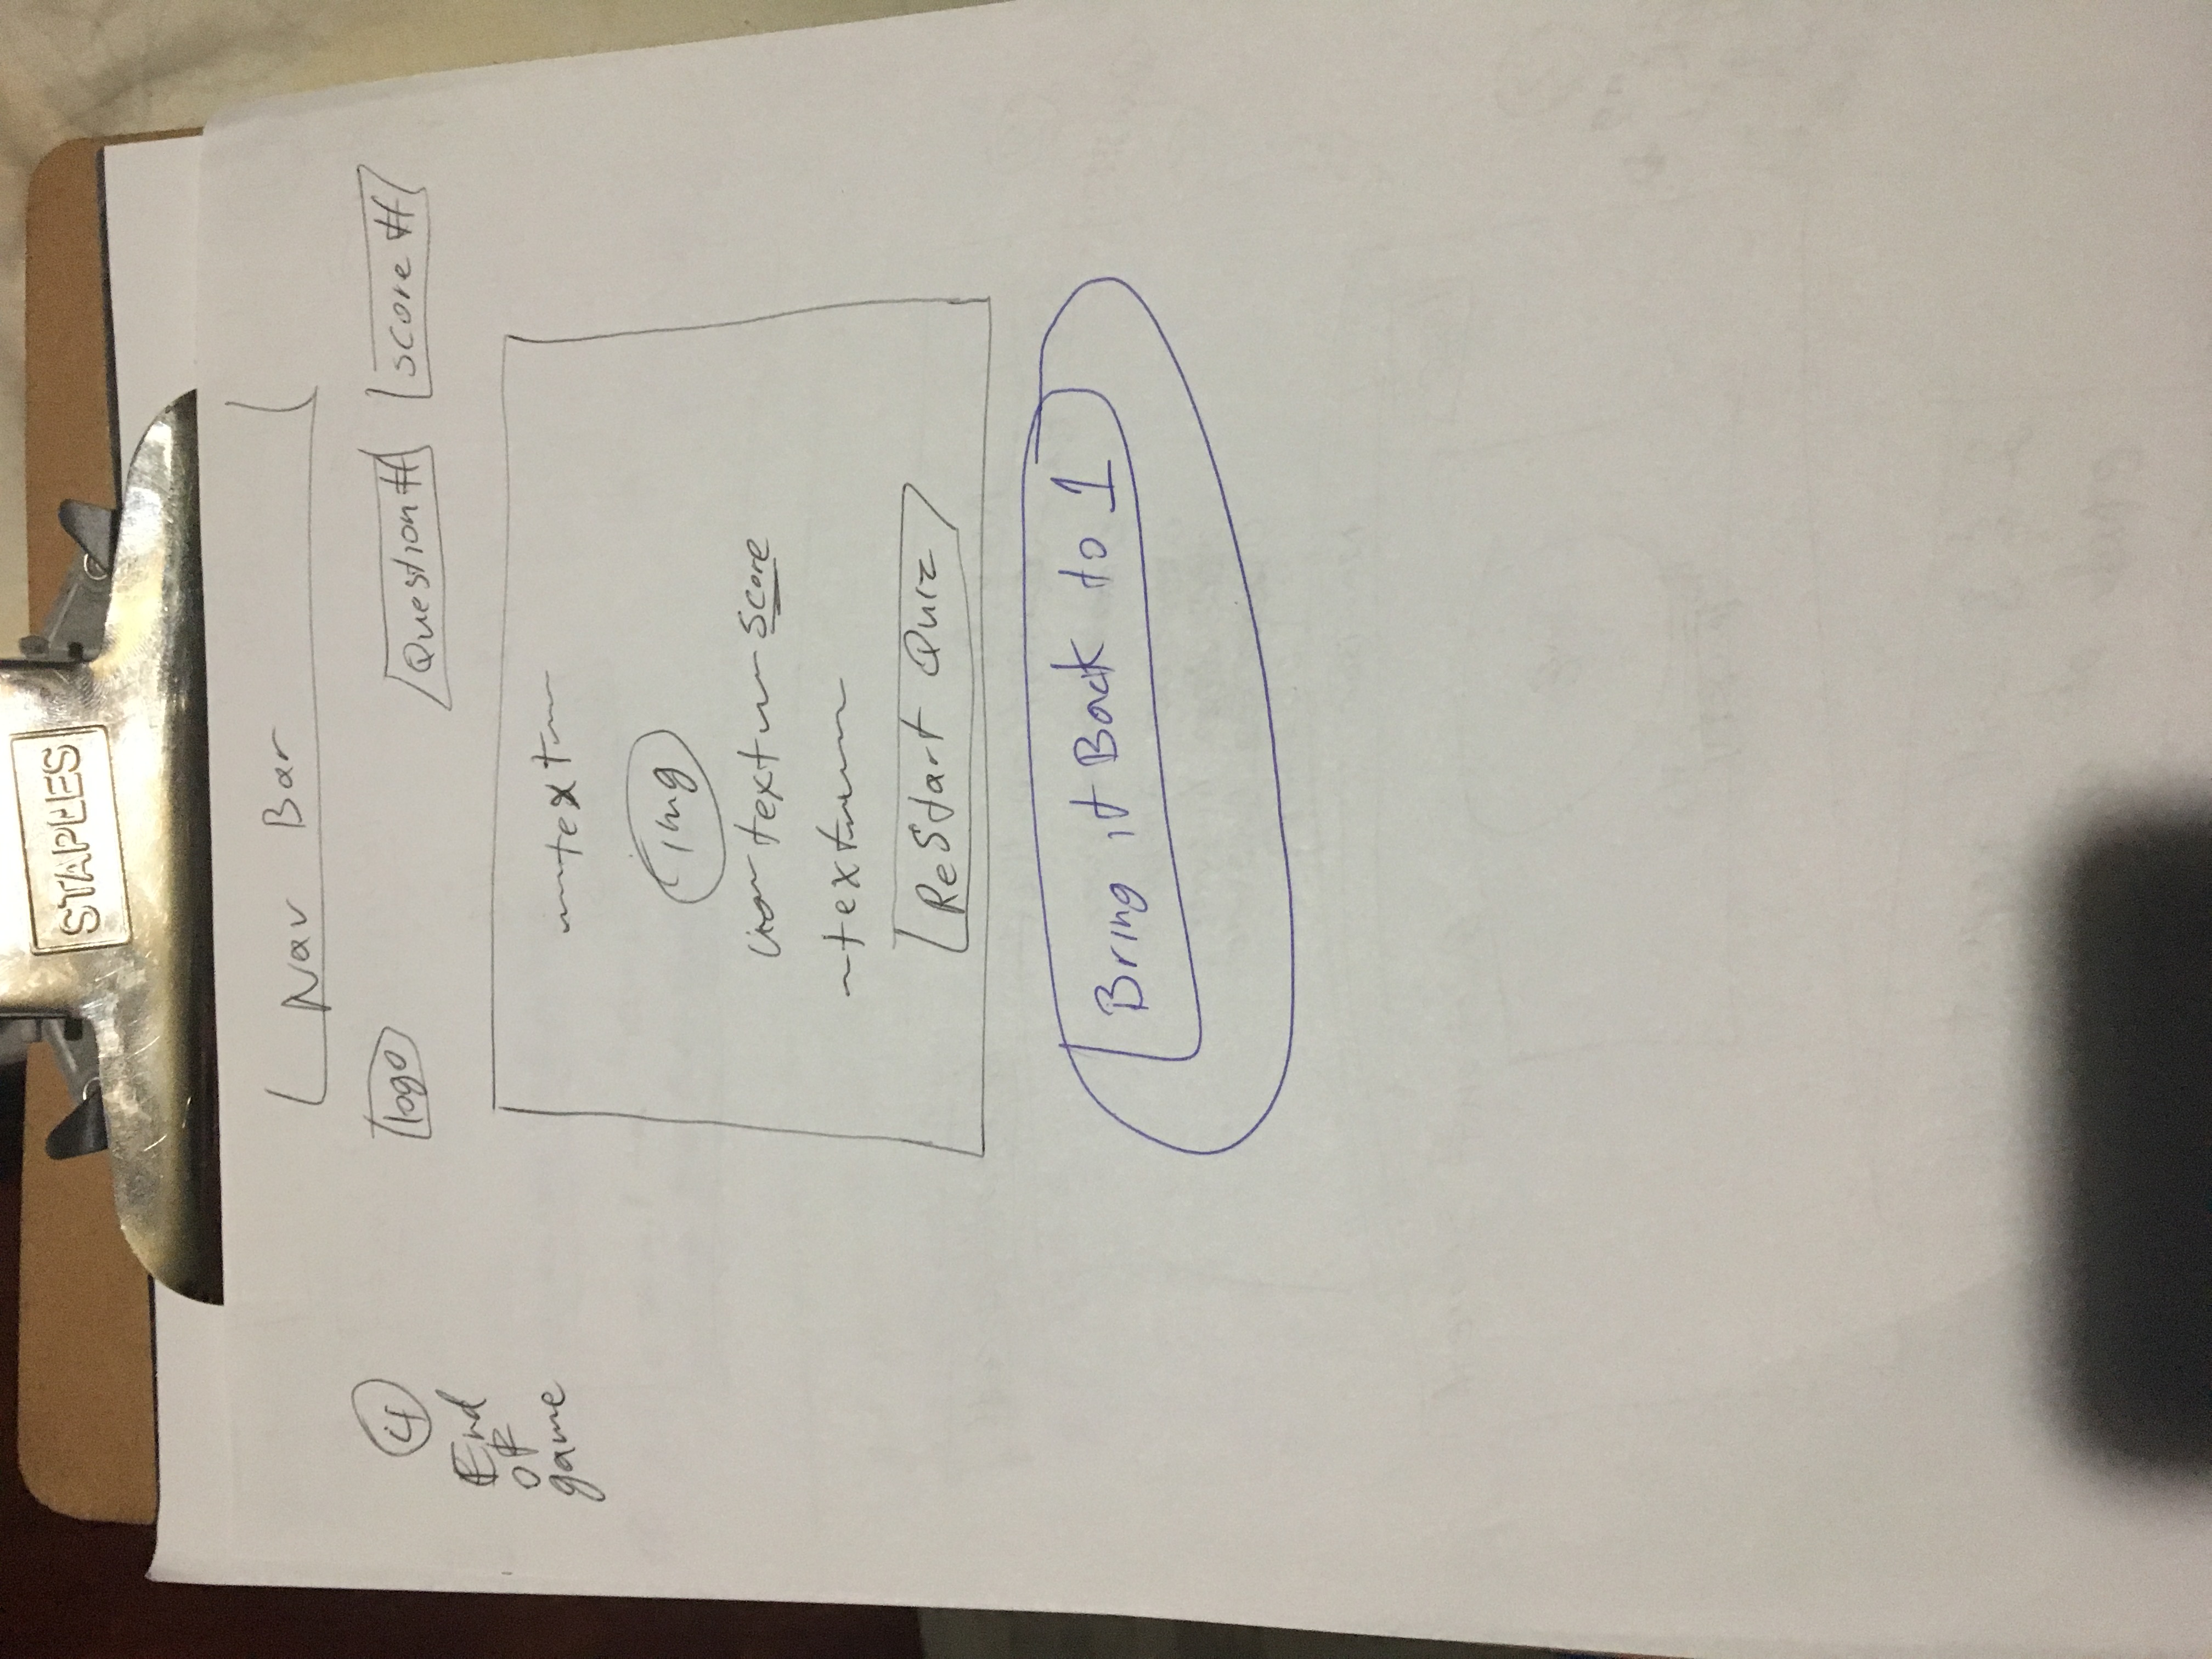 STAPLES
Nav Bar
4
End
of
game
logo
Question #
score #
text
img
text score
text
ReStart Quiz
Bring it Back to 1